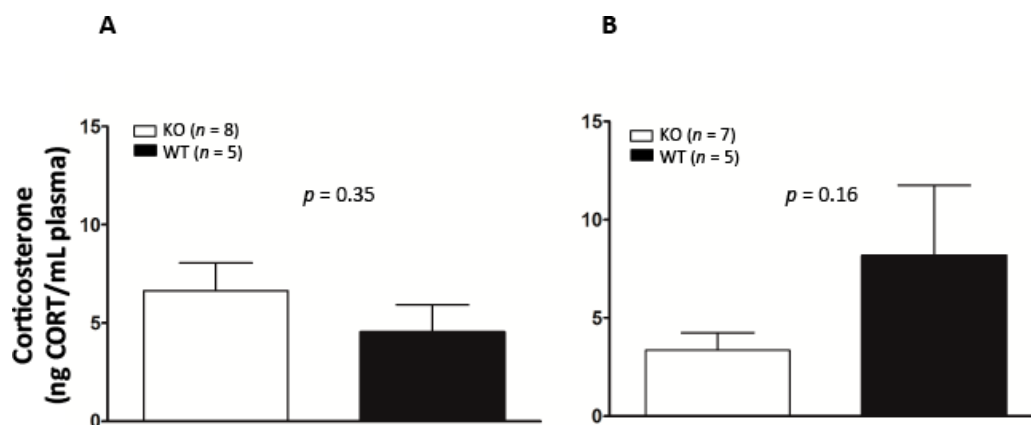 A
B
Corticosterone
(ng CORT/mL plasma)
15
10
5
0
KO (n = 8)
WT (n = 5)
p = 0.35
15
10
5
0
KO (n = 7)
WT (n = 5)
p = 0.16